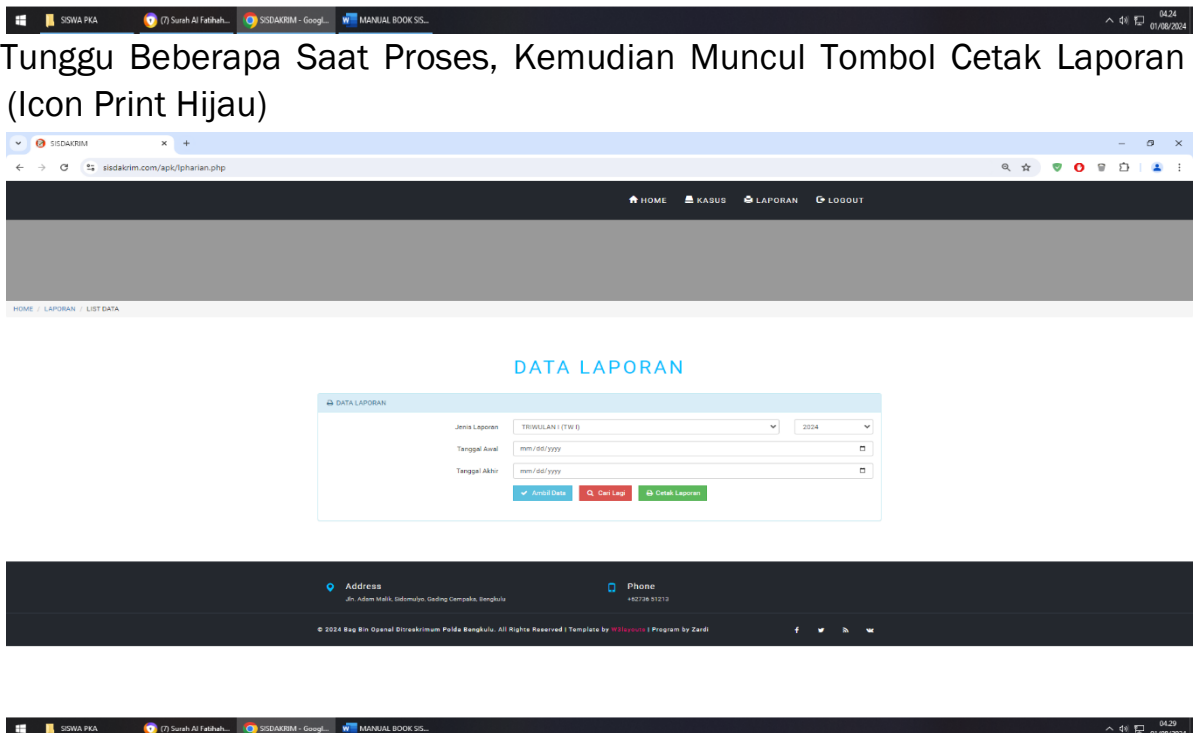 SISWA PKA (7) Surah Al Fatihah... SISDAKRIM - Googl... MANUAL BOOK SIS... 04.24
01/08/2024
Tunggu Beberapa Saat Proses, Kemudian Muncul Tombol Cetak Laporan
(Icon Print Hijau)
SISDAKRIM
sisdakrim.com/apk/lpharian.php
HOME KASUS LAPORAN LOGOUT
HOME / LAPORAN / LIST DATA
DATA LAPORAN
DATA LAPORAN
Jenis Laporan TRIWULAN I (TW I) 2024
Tanggal Awal mm/dd/yyyy
Tanggal Akhir mm/dd/yyyy
Ambil Data Cari Lagi Cetak Laporan
Address Phone
Jln. Adam Malik, Sidomulyo, Gading Cempaka, Bengkulu +62736 51213
© 2024 Bag Bin Opsnal Ditreskrimum Polda Bengkulu. All Rights Reserved | Template by W3layouts | Program by Zardi
SISWA PKA (7) Surah Al Fatihah... SISDAKRIM - Googl... MANUAL BOOK SIS... 04.29
01/08/2024